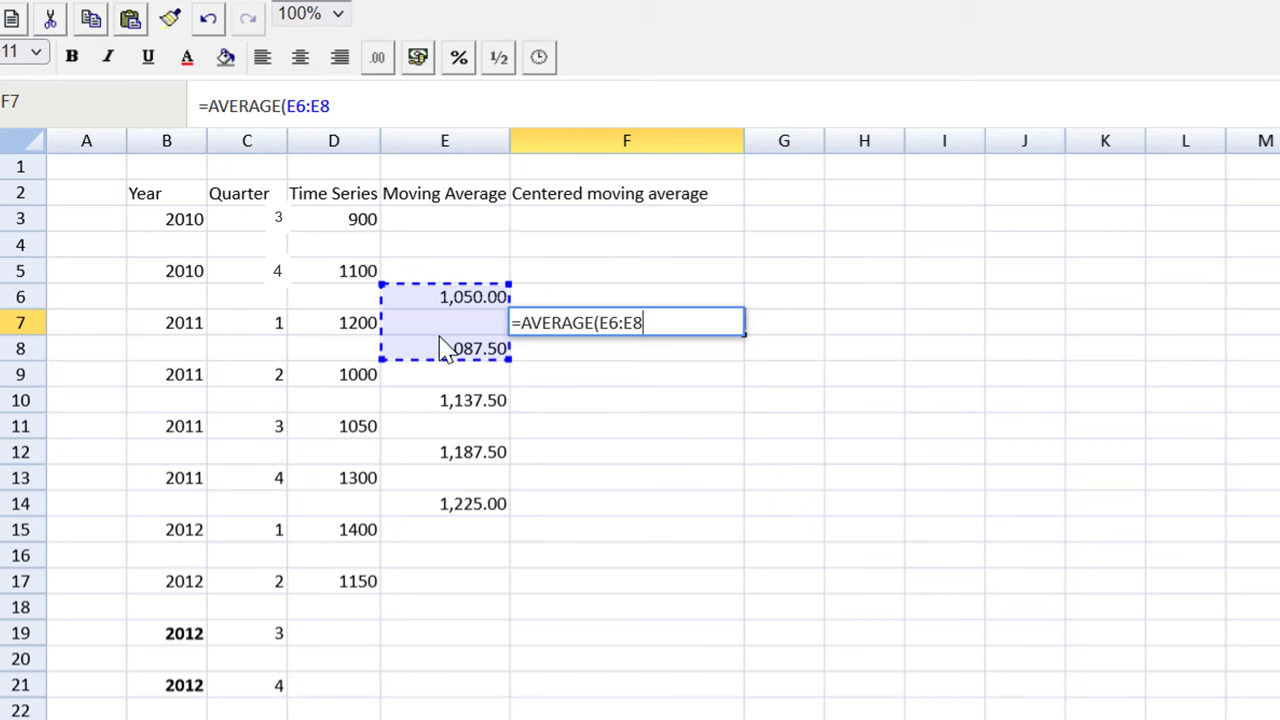 100%
11 B I U A .00 % 1/2
F7 =AVERAGE(E6:E8
A B C D E F G H I J K L M
1
2 Year Quarter Time Series Moving Average Centered moving average
3 2010 3 900
4
5 2010 4 1100
6 1,050.00
7 2011 1 1200 =AVERAGE(E6:E8
8 087.50
9 2011 2 1000
10 1,137.50
11 2011 3 1050
12 1,187.50
13 2011 4 1300
14 1,225.00
15 2012 1 1400
16
17 2012 2 1150
18
19 2012 3
20
21 2012 4
22